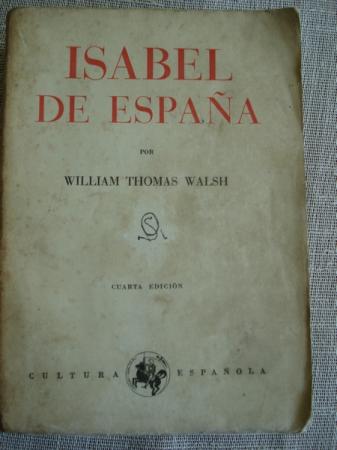 ISABEL
DE ESPAÑA
POR
WILLIAM THOMAS WALSH
CUARTA EDICIÓN
CULTURA ESPAÑOLA